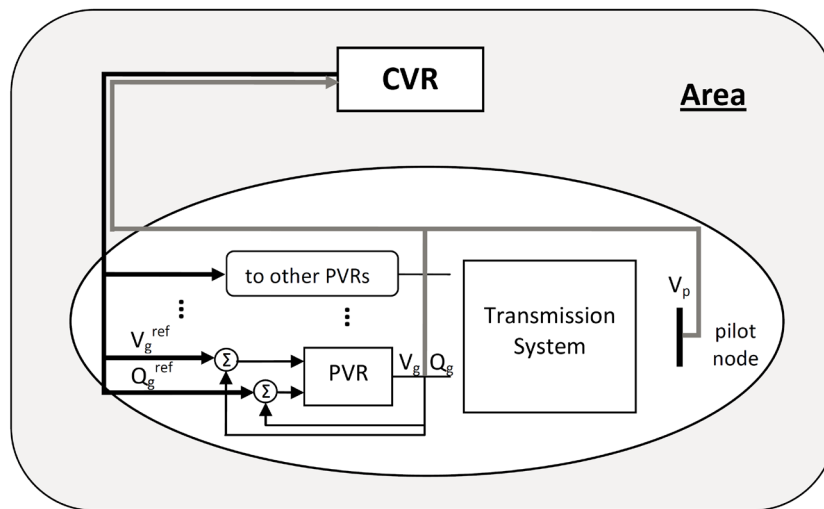 CVR
Area
to other PVRs
V_p
Transmission
System
pilot
node
V_g^ref
Σ
PVR
V_g Q_g
Q_g^ref
Σ